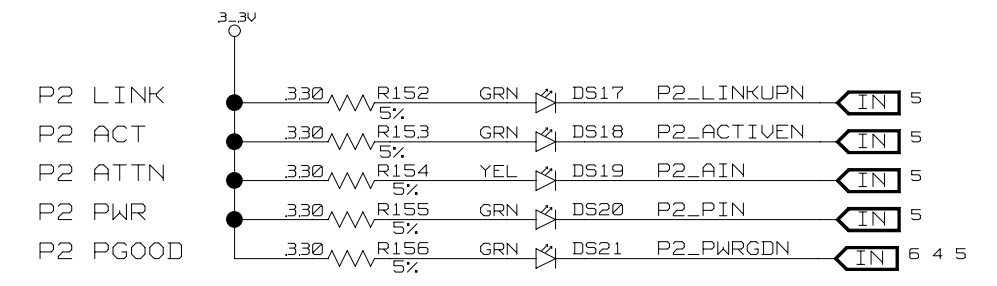 3_3V
P2 LINK 330 R152 5% GRN DS17 P2_LINKUPN IN 5
P2 ACT 330 R153 5% GRN DS18 P2_ACTIVEN IN 5
P2 ATTN 330 R154 5% YEL DS19 P2_AIN IN 5
P2 PWR 330 R155 5% GRN DS20 P2_PIN IN 5
P2 PGOOD 330 R156 5% GRN DS21 P2_PWRGDN IN 6 4 5